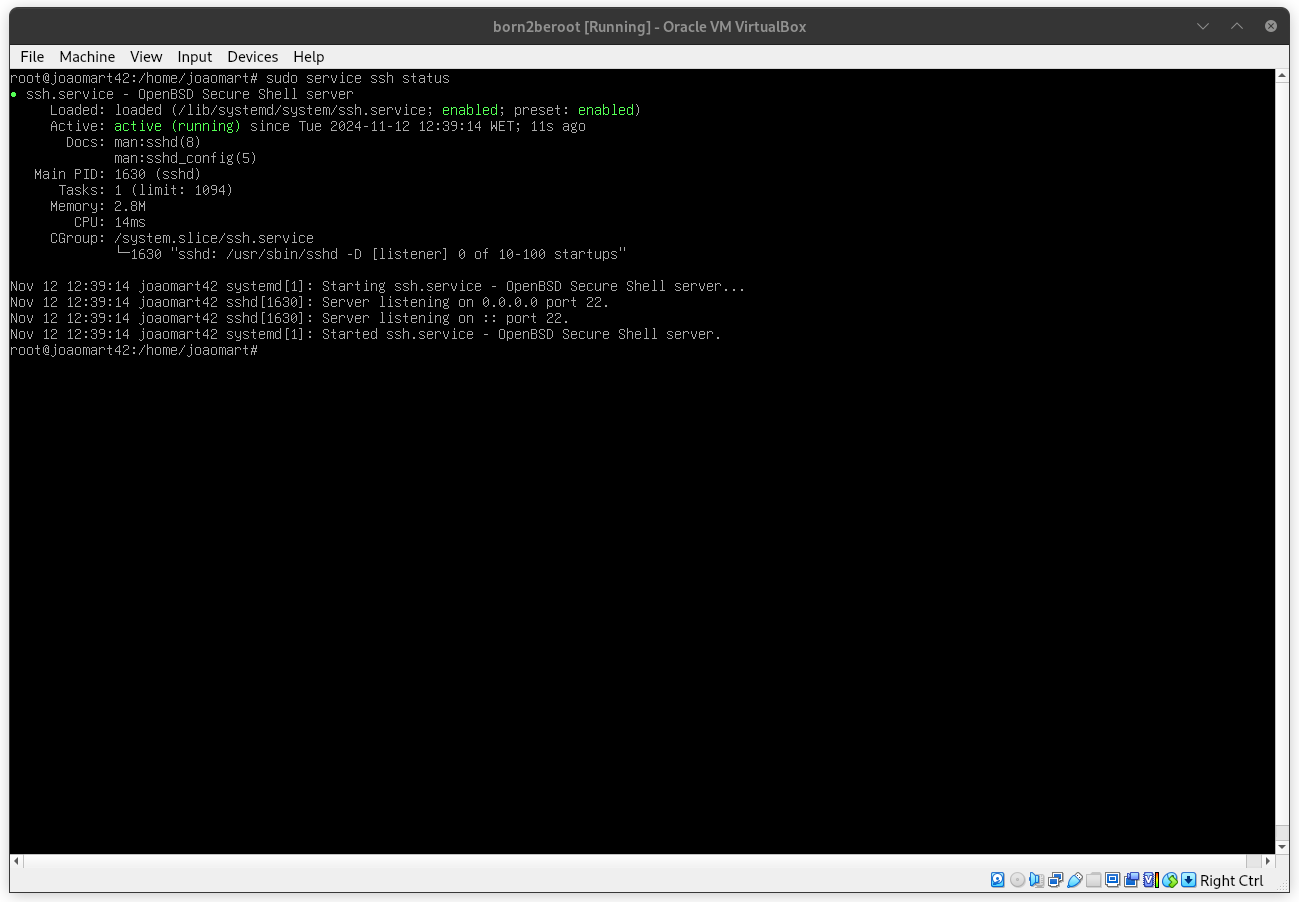 born2beroot [Running] - Oracle VM VirtualBox
File Machine View Input Devices Help
root@joaomart42:/home/joaomart# sudo service ssh status
● ssh.service - OpenBSD Secure Shell server
Loaded: loaded (/lib/systemd/system/ssh.service; enabled; preset: enabled)
Active: active (running) since Tue 2024-11-12 12:39:14 WET; 11s ago
Docs: man:sshd(8)
man:sshd_config(5)
Main PID: 1630 (sshd)
Tasks: 1 (limit: 1094)
Memory: 2.8M
CPU: 14ms
CGroup: /system.slice/ssh.service
└─1630 "sshd: /usr/sbin/sshd -D [listener] 0 of 10-100 startups"
Nov 12 12:39:14 joaomart42 systemd[1]: Starting ssh.service - OpenBSD Secure Shell server...
Nov 12 12:39:14 joaomart42 sshd[1630]: Server listening on 0.0.0.0 port 22.
Nov 12 12:39:14 joaomart42 sshd[1630]: Server listening on :: port 22.
Nov 12 12:39:14 joaomart42 systemd[1]: Started ssh.service - OpenBSD Secure Shell server.
root@joaomart42:/home/joaomart#
Right Ctrl